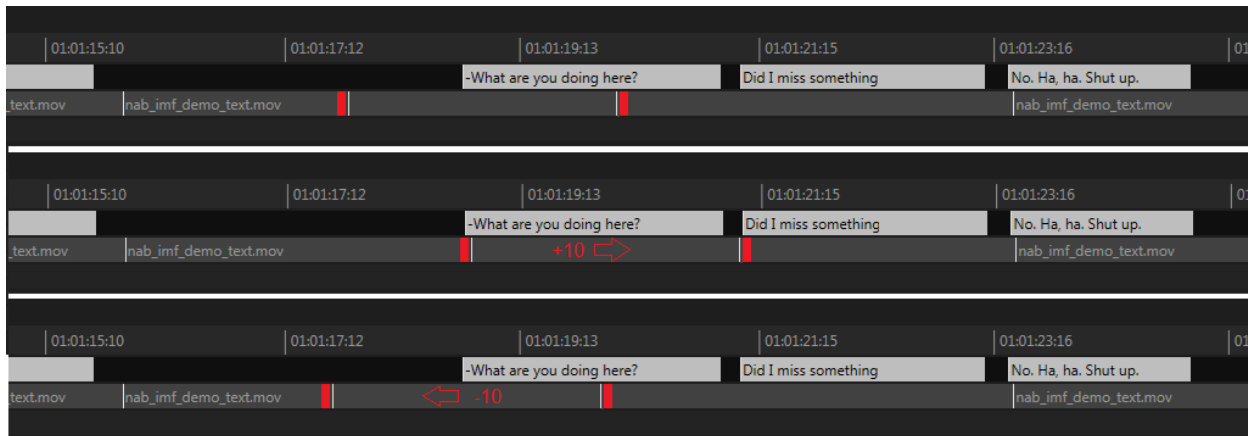 01:01:15:10 01:01:17:12 01:01:19:13 01:01:21:15 01:01:23:16 01
-What are you doing here? Did I miss something No. Ha, ha. Shut up.
_text.mov nab_imf_demo_text.mov nab_imf_demo_text.mov
01:01:15:10 01:01:17:12 01:01:19:13 01:01:21:15 01:01:23:16 01
-What are you doing here? Did I miss something No. Ha, ha. Shut up.
_text.mov nab_imf_demo_text.mov +10 nab_imf_demo_text.mov
01:01:15:10 01:01:17:12 01:01:19:13 01:01:21:15 01:01:23:16 01
-What are you doing here? Did I miss something No. Ha, ha. Shut up.
text.mov nab_imf_demo_text.mov -10 nab_imf_demo_text.mov